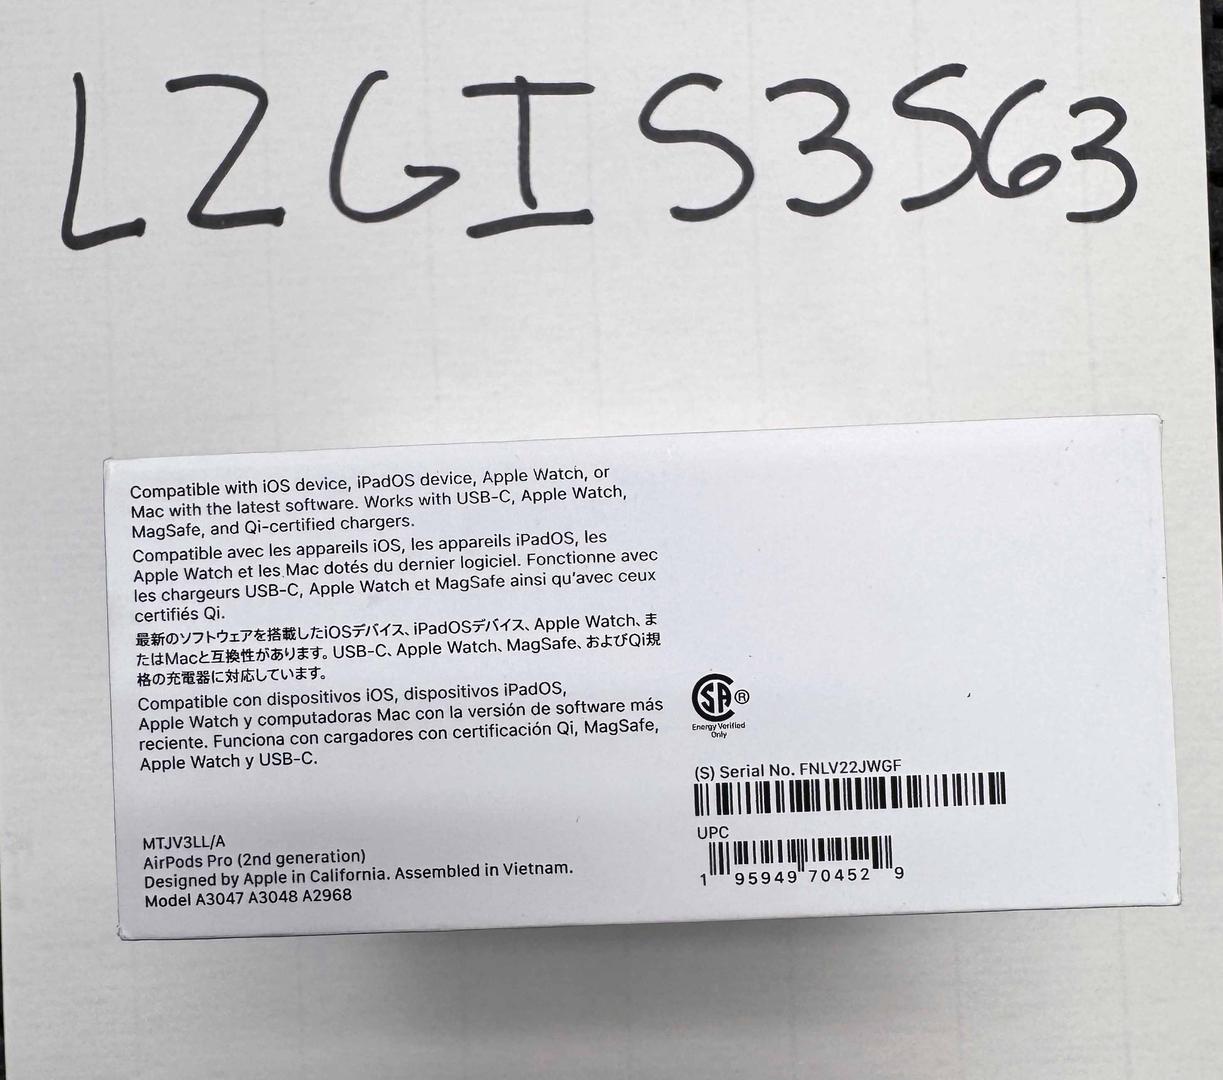 LZGIS3S63
Compatible with iOS device, iPadOS device, Apple Watch, or
Mac with the latest software. Works with USB-C, Apple Watch,
MagSafe, and Qi-certified chargers.
Compatible avec les appareils iOS, les appareils iPadOS, les
Apple Watch et les Mac dotés du dernier logiciel. Fonctionne avec
les chargeurs USB-C, Apple Watch et MagSafe ainsi qu'avec ceux
certifiés Qi.
最新のソフトウェアを搭載したiOSデバイス、iPadOSデバイス、Apple Watch、ま
たはMacと互換性があります。USB-C、Apple Watch、MagSafe、およびQi規
格の充電器に対応しています。
Compatible con dispositivos iOS, dispositivos iPadOS,
Apple Watch y computadoras Mac con la versión de software más
reciente. Funciona con cargadores con certificación Qi, MagSafe,
Apple Watch y USB-C.
MTJV3LL/A
AirPods Pro (2nd generation)
Designed by Apple in California. Assembled in Vietnam.
Model A3047 A3048 A2968
SA®
Energy Verified
Only
(S) Serial No. FNLV22JWGF
UPC
1 95949 70452 9